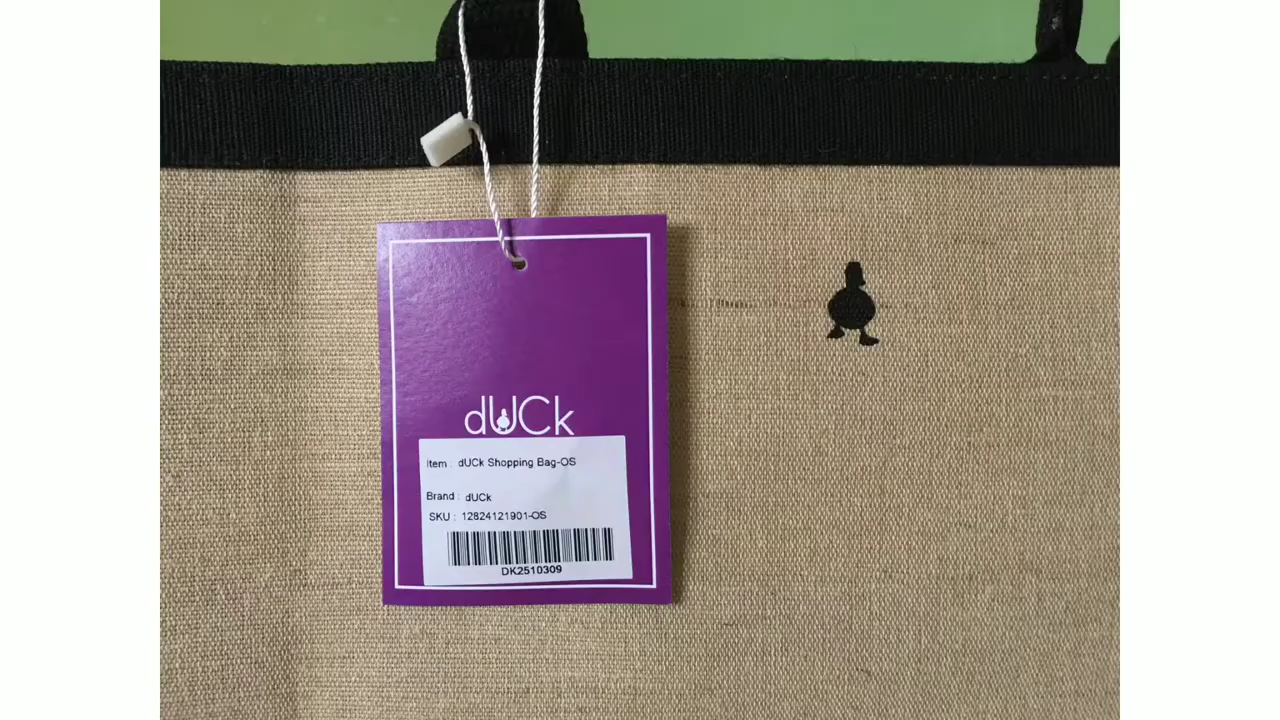 dUCk
Item : dUCk Shopping Bag-OS
Brand : dUCk
SKU : 12824121901-OS
DK2510309